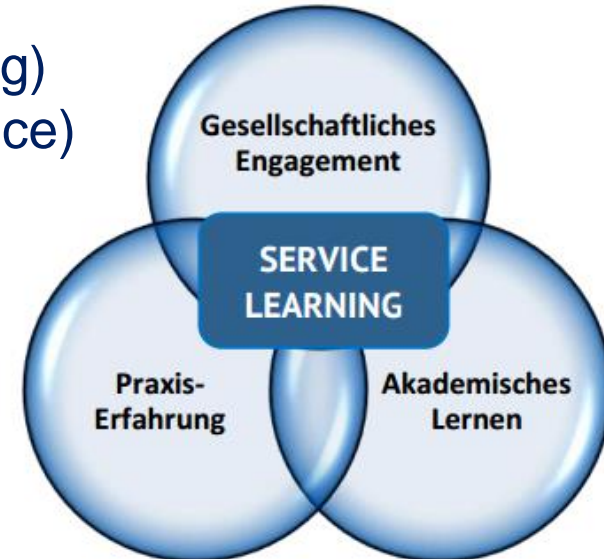 g)
ce)
Gesellschaftliches
Engagement
SERVICE
LEARNING
Praxis-
Erfahrung
Akademisches
Lernen